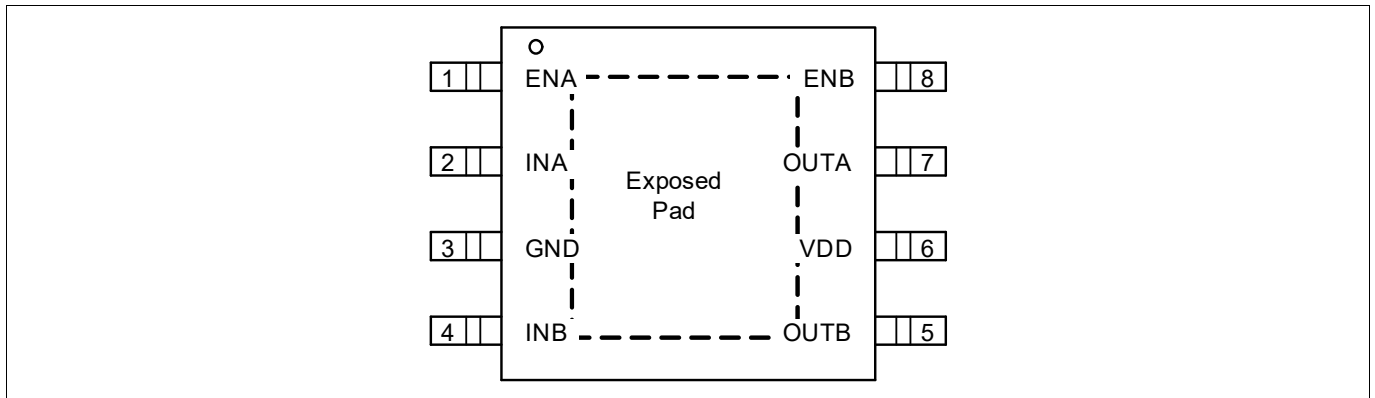 1 ENA ENB 8
2 INA OUTA 7
Exposed
Pad
3 GND VDD 6
4 INB OUTB 5